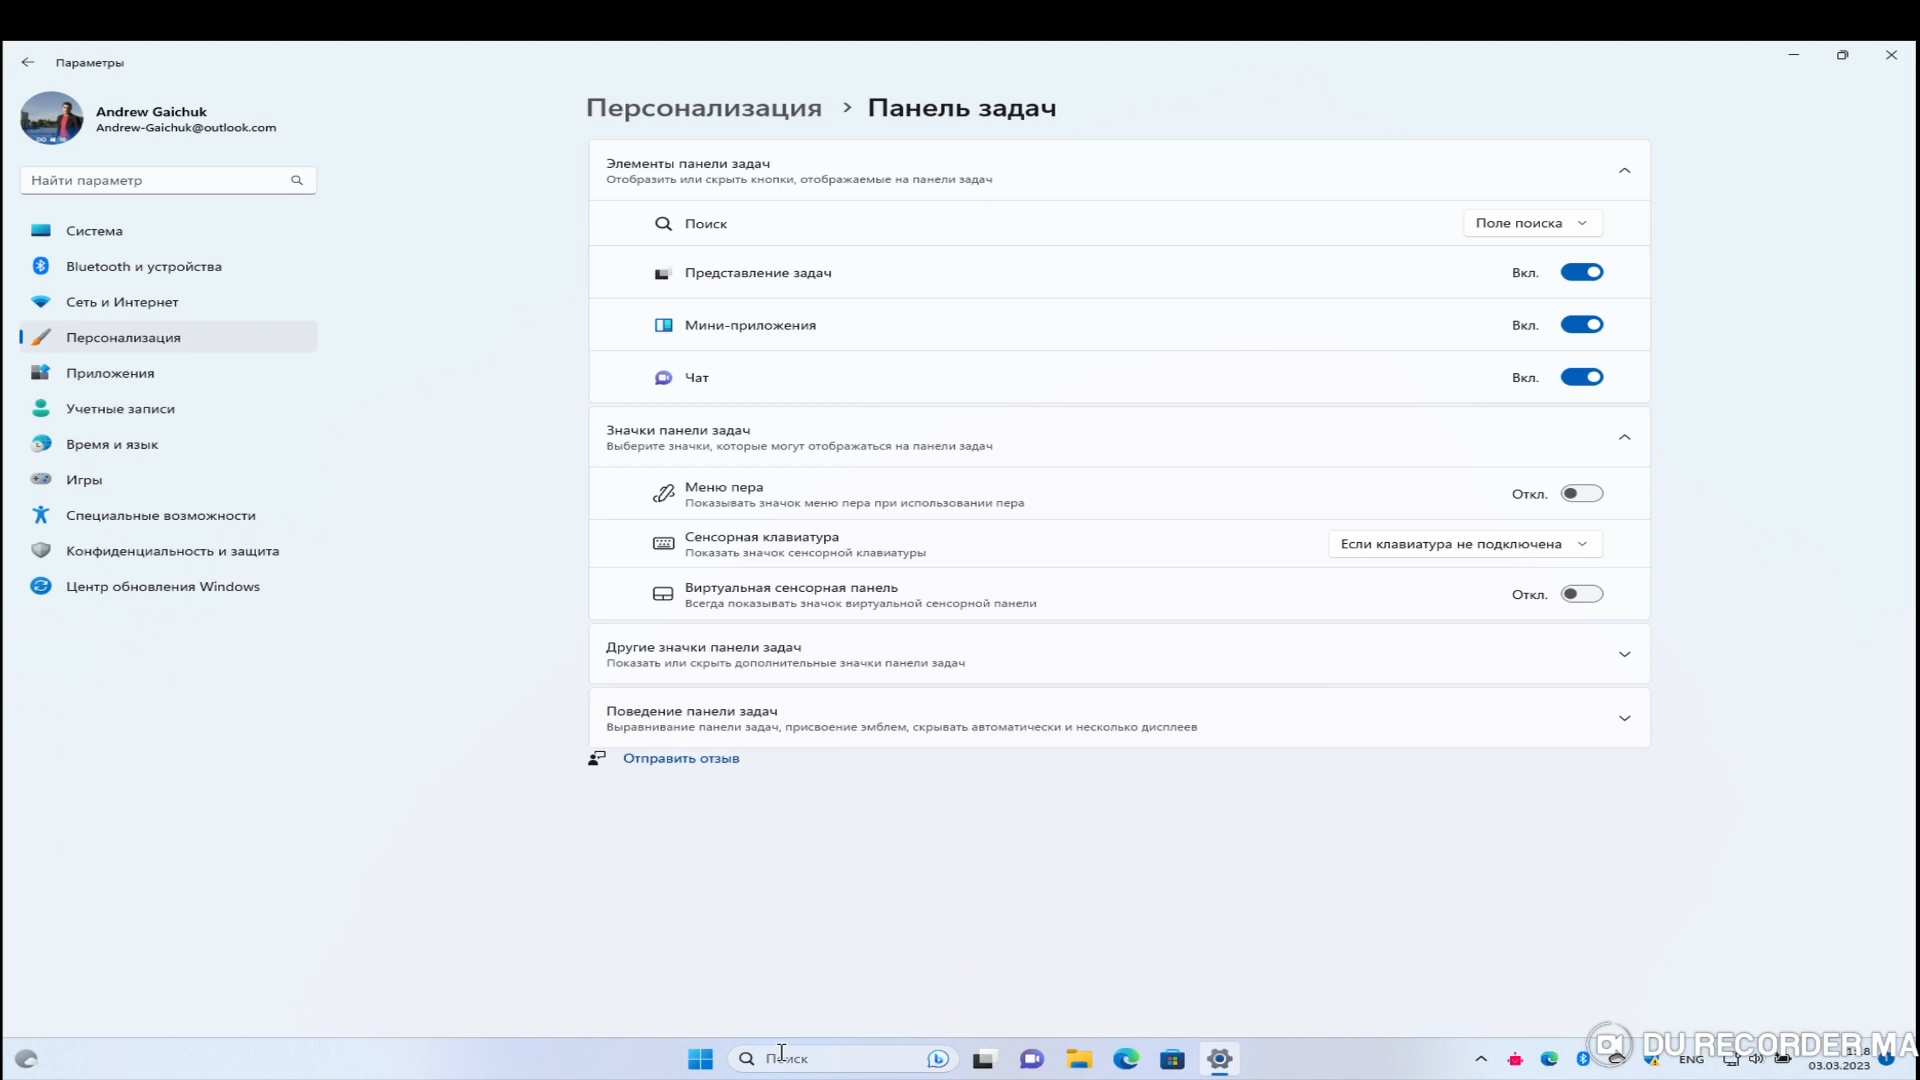 Параметры
Andrew Gaichuk
Andrew-Gaichuk@outlook.com
Найти параметр
Система
Bluetooth и устройства
Сеть и Интернет
Персонализация
Приложения
Учетные записи
Время и язык
Игры
Специальные возможности
Конфиденциальность и защита
Центр обновления Windows
Персонализация > Панель задач
Элементы панели задач
Отобразить или скрыть кнопки, отображаемые на панели задач
Поиск
Поле поиска
Представление задач
Вкл.
Мини-приложения
Вкл.
Чат
Вкл.
Значки панели задач
Выберите значки, которые могут отображаться на панели задач
Меню пера
Показывать значок меню пера при использовании пера
Откл.
Сенсорная клавиатура
Показать значок сенсорной клавиатуры
Если клавиатура не подключена
Виртуальная сенсорная панель
Всегда показывать значок виртуальной сенсорной панели
Откл.
Другие значки панели задач
Показать или скрыть дополнительные значки панели задач
Поведение панели задач
Выравнивание панели задач, присвоение эмблем, скрывать автоматически и несколько дисплеев
Отправить отзыв
Поиск
ENG
03.03.2023
DU RECORDER MA